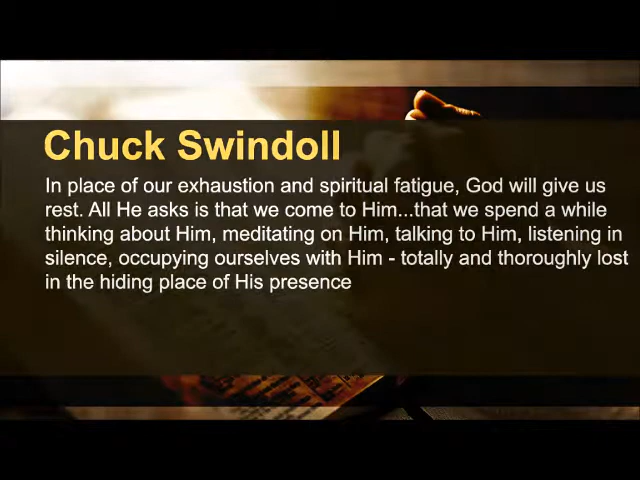 Chuck Swindoll
In place of our exhaustion and spiritual fatigue, God will give us
rest. All He asks is that we come to Him...that we spend a while
thinking about Him, meditating on Him, talking to Him, listening in
silence, occupying ourselves with Him - totally and thoroughly lost
in the hiding place of His presence